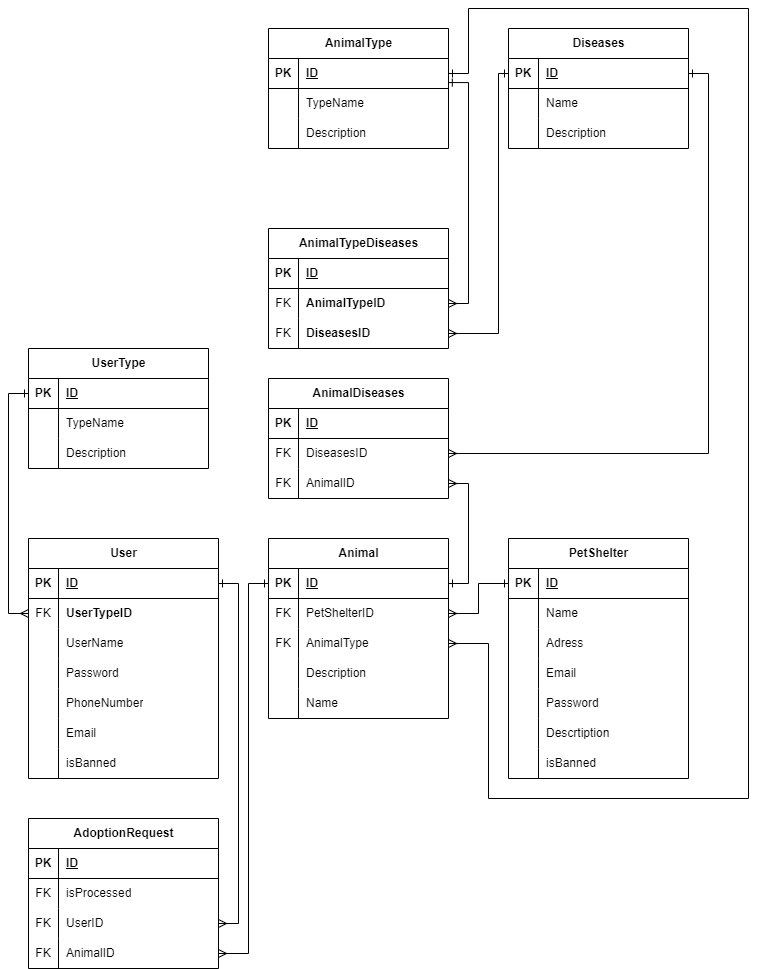 AnimalType
PK ID
TypeName
Description
Diseases
PK ID
Name
Description
AnimalTypeDiseases
PK ID
FK AnimalTypeID
FK DiseasesID
UserType
PK ID
TypeName
Description
AnimalDiseases
PK ID
FK DiseasesID
FK AnimalID
User
PK ID
FK UserTypeID
UserName
Password
PhoneNumber
Email
isBanned
Animal
PK ID
FK PetShelterID
FK AnimalType
Description
Name
PetShelter
PK ID
Name
Adress
Email
Password
Descrtiption
isBanned
AdoptionRequest
PK ID
FK isProcessed
FK UserID
FK AnimalID